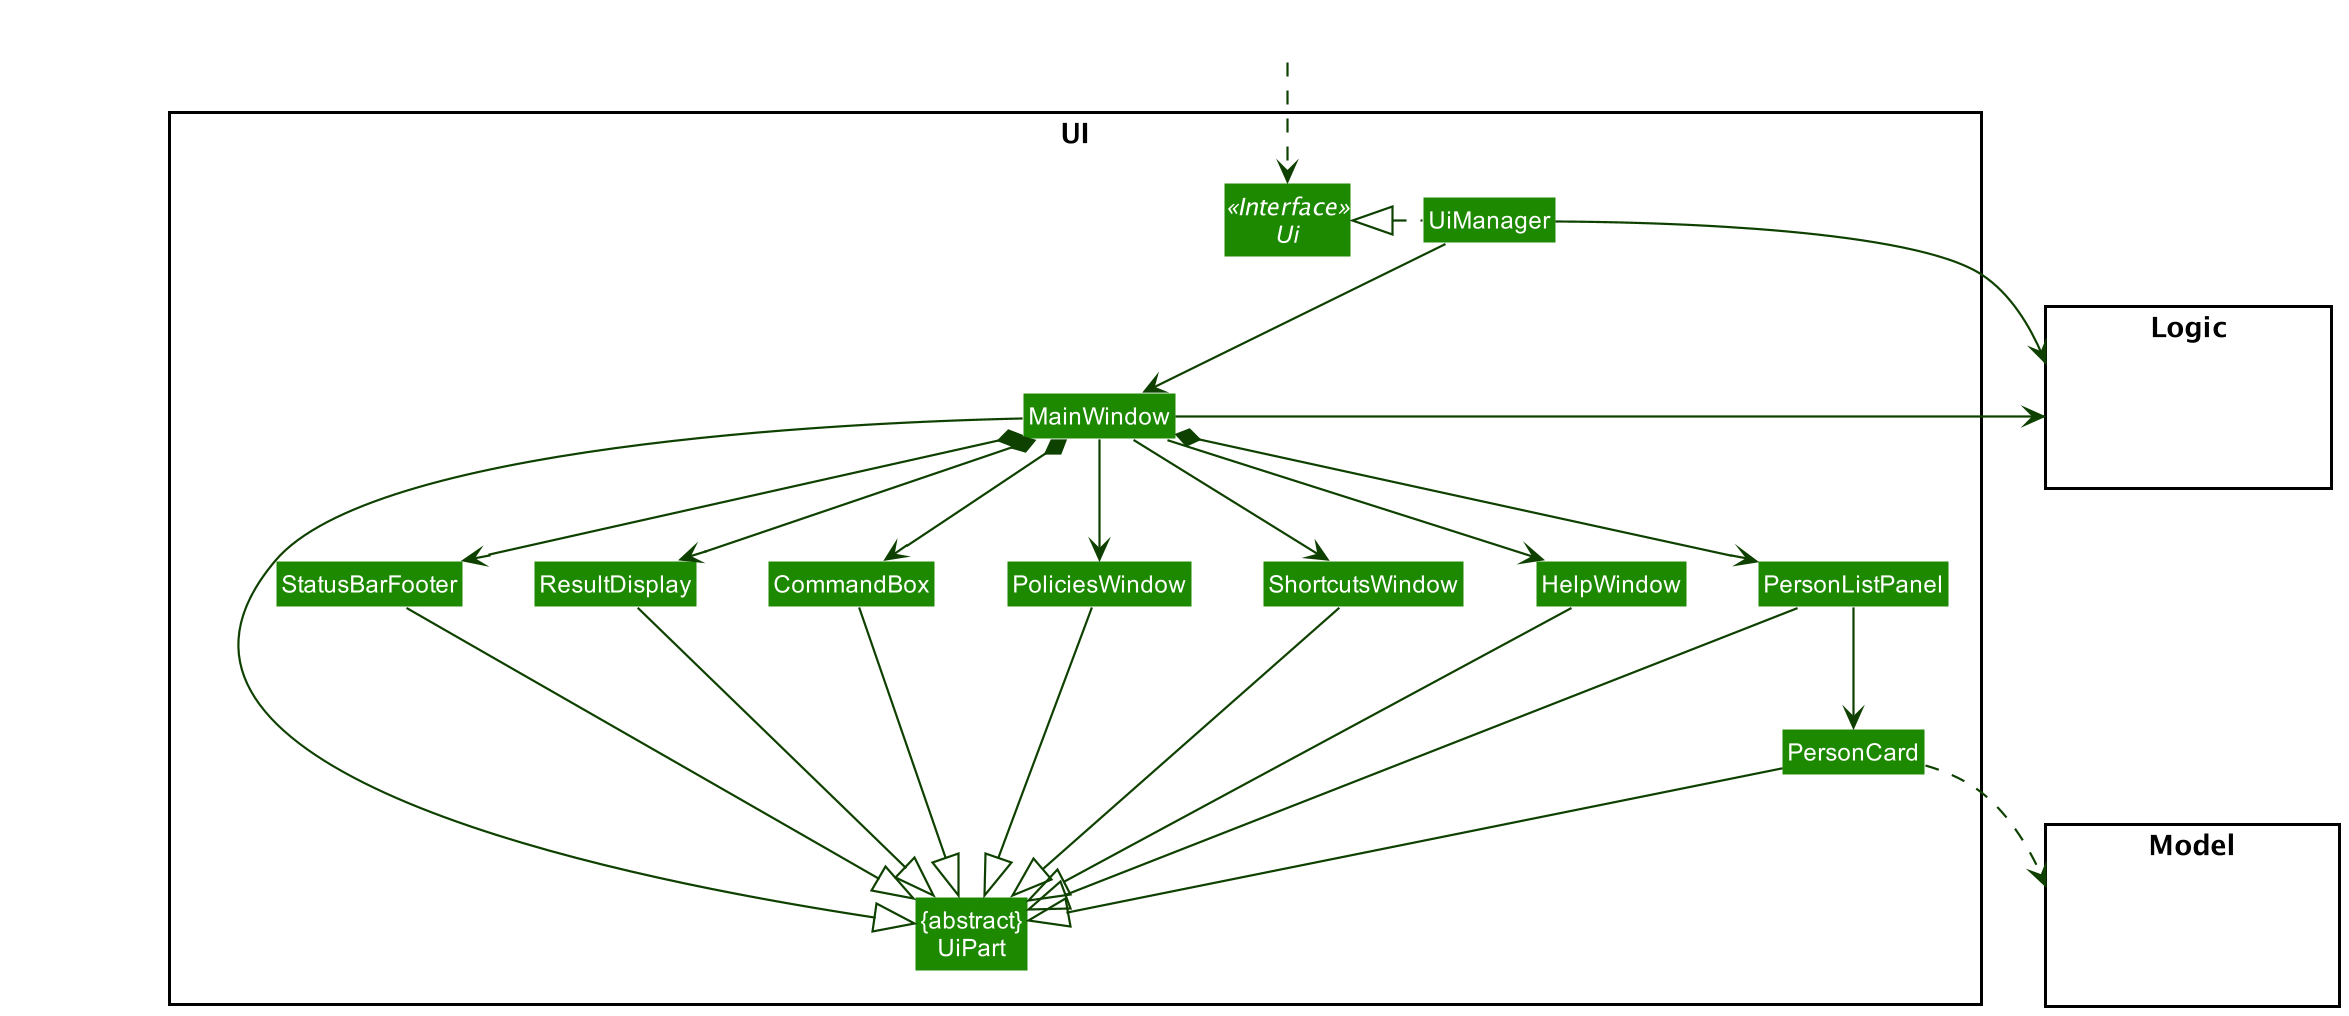 UI
«Interface»
Ui
UiManager
Logic
MainWindow
StatusBarFooter
ResultDisplay
CommandBox
PoliciesWindow
ShortcutsWindow
HelpWindow
PersonListPanel
PersonCard
Model
{abstract}
UiPart